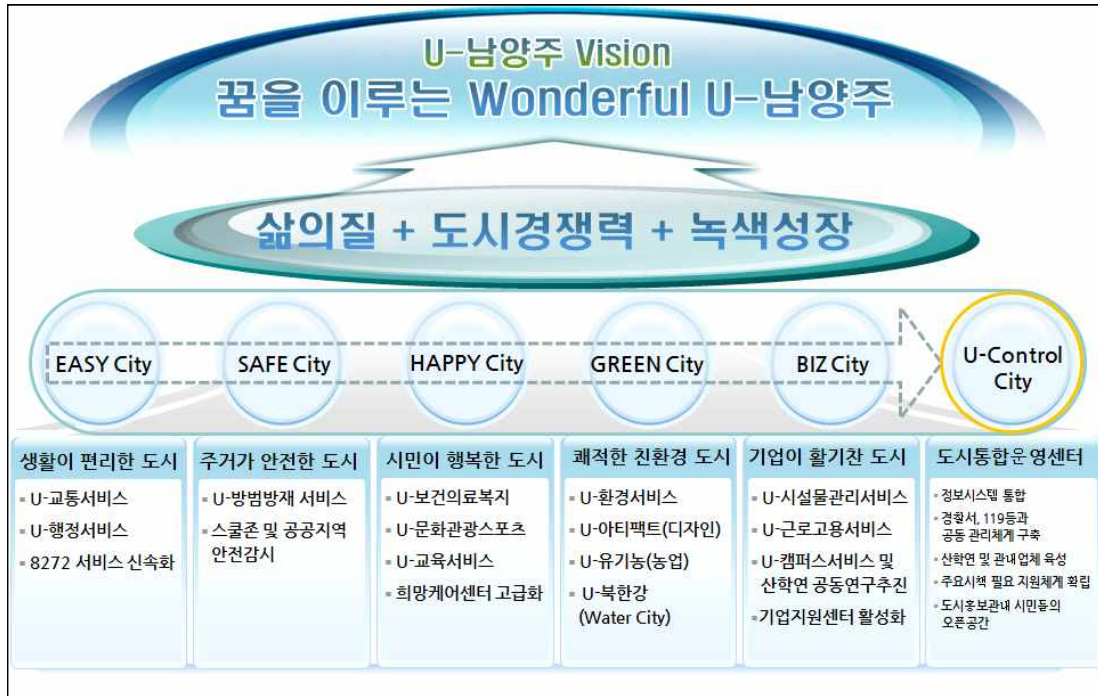 U-남양주 Vision
꿈을 이루는 Wonderful U-남양주
삶의질 + 도시경쟁력 + 녹색성장
EASY City
SAFE City
HAPPY City
GREEN City
BIZ City
U-Control
City
생활이 편리한 도시
U-교통서비스
U-행정서비스
8272 서비스 신속화
주거가 안전한 도시
U-방범방재 서비스
스쿨존 및 공공지역
안전감시
시민이 행복한 도시
U-보건의료복지
U-문화관광스포츠
U-교육서비스
희망케어센터 고급화
쾌적한 친환경 도시
U-환경서비스
U-아티팩트(디자인)
U-유기농(농업)
U-북한강
(Water City)
기업이 활기찬 도시
U-시설물관리서비스
U-근로고용서비스
U-캠퍼스서비스 및
산학연 공동연구추진
기업지원센터 활성화
도시통합운영센터
정보시스템 통합
경찰서, 119등과
공동 관리체계 구축
산학연 및 관내업체 육성
주요시책 필요 지원체계 확립
도시홍보관내 시민들의
오픈공간